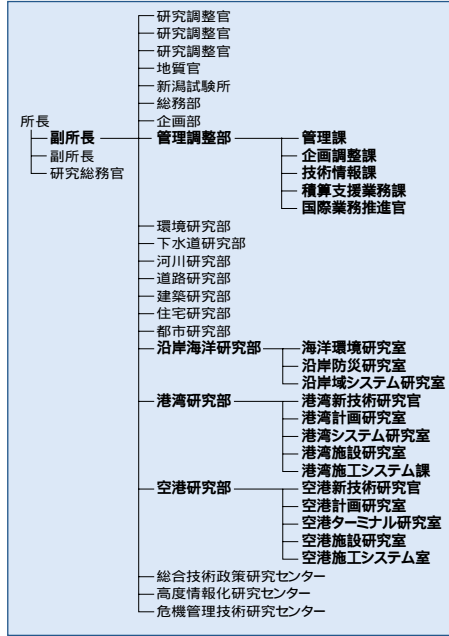 研究調整官
研究調整官
研究調整官
地質官
新潟試験所
総務部
所長
企画部
副所長
管理調整部
管理課
副所長
企画調整課
研究総務官
技術情報課
積算支援業務課
国際業務推進官
環境研究部
下水道研究部
河川研究部
道路研究部
建築研究部
住宅研究部
都市研究部
沿岸海洋研究部
海洋環境研究室
沿岸防災研究室
沿岸域システム研究室
港湾研究部
港湾新技術研究官
港湾計画研究室
港湾システム研究室
港湾施設研究室
港湾施工システム課
空港研究部
空港新技術研究官
空港計画研究室
空港ターミナル研究室
空港施設研究室
空港施工システム室
総合技術政策研究センター
高度情報化研究センター
危機管理技術研究センター